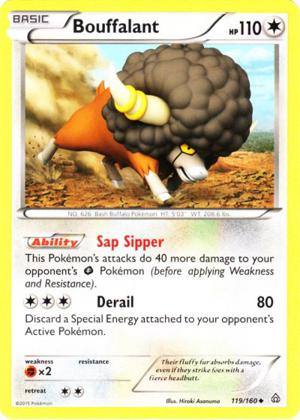 BASIC
Bouffalant HP110
NO. 626 Bash Buffalo Pokémon HT. 5'03" WT. 208.6 lbs.
Ability Sap Sipper
This Pokémon's attacks do 40 more damage to your
opponent's Pokémon (before applying Weakness
and Resistance).
Derail 80
Discard a Special Energy attached to your opponent's
Active Pokémon.
weakness resistance
×2
retreat
Their fluffy fur absorbs damage,
even if they strike foes with a
fierce headbutt.
Illus. Hiroki Asanuma
119/160
©2015 Pokémon